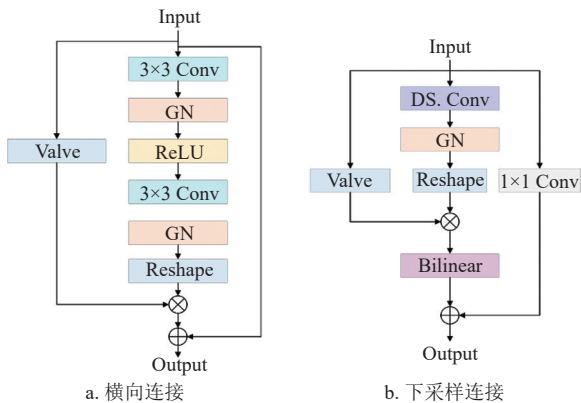 Input
3×3 Conv
GN
Valve
ReLU
3×3 Conv
GN
Reshape
Output
a. 横向连接
Input
DS. Conv
GN
Valve
Reshape
1×1 Conv
Bilinear
Output
b. 下采样连接